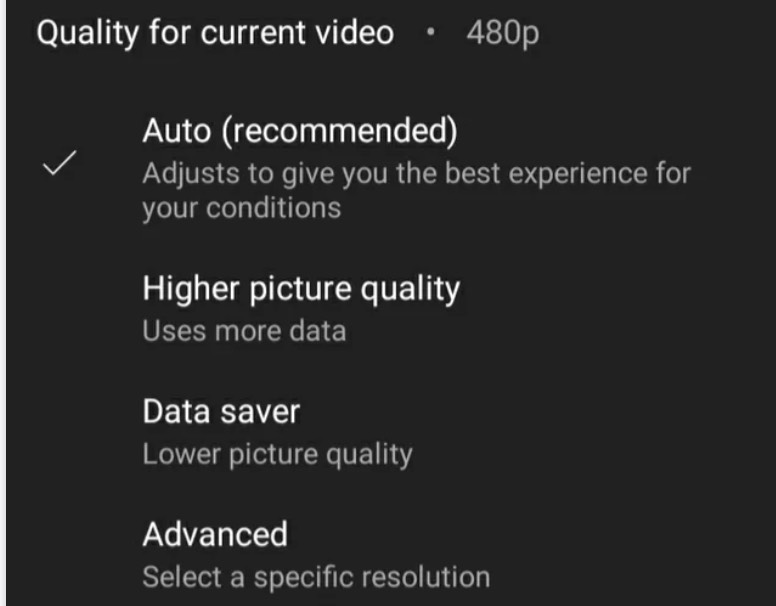 Quality for current video • 480p
Auto (recommended)
Adjusts to give you the best experience for
your conditions
Higher picture quality
Uses more data
Data saver
Lower picture quality
Advanced
Select a specific resolution